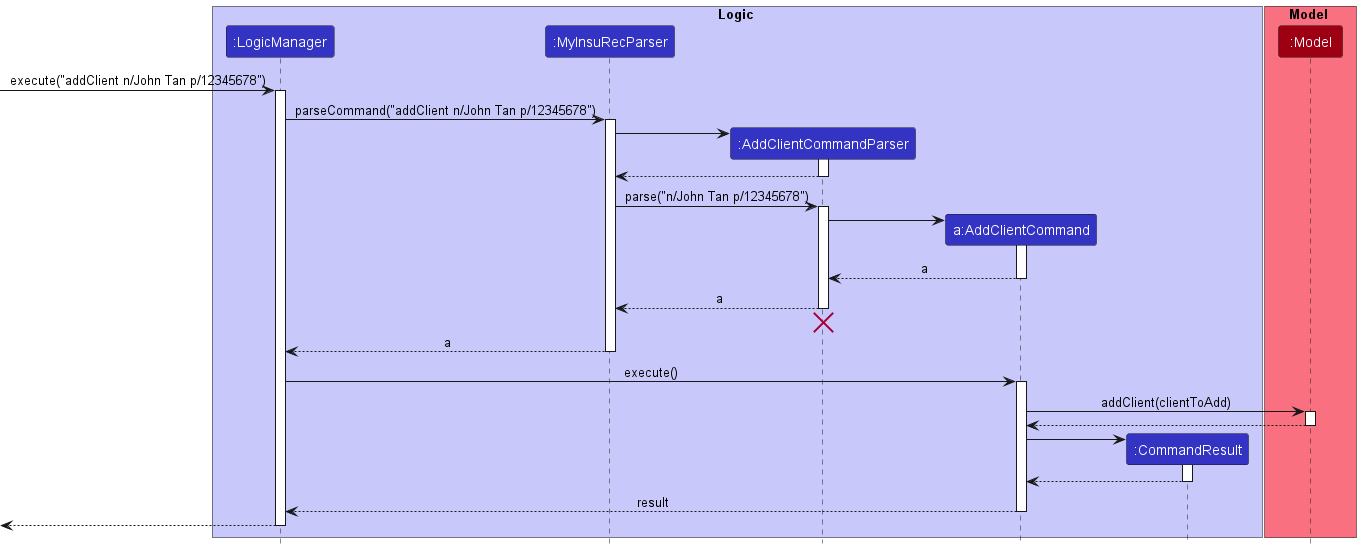 Logic
Model
:LogicManager
:MyInsuRecParser
:Model
execute("addClient n/John Tan p/12345678")
parseCommand("addClient n/John Tan p/12345678")
:AddClientCommandParser
parse("n/John Tan p/12345678")
a:AddClientCommand
a
a
a
execute()
addClient(clientToAdd)
:CommandResult
result